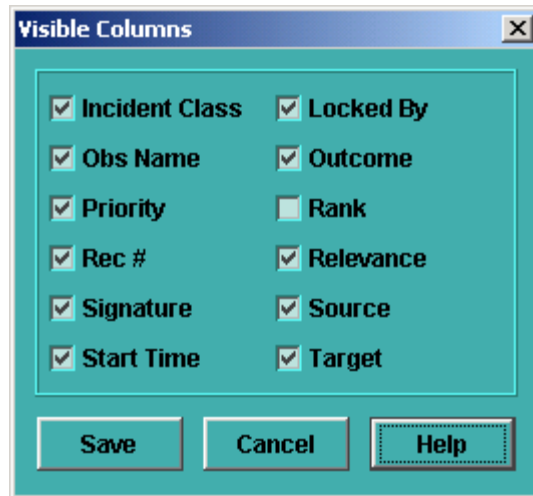 Visible Columns
Incident Class Locked By
Obs Name Outcome
Priority Rank
Rec # Relevance
Signature Source
Start Time Target
Save Cancel Help